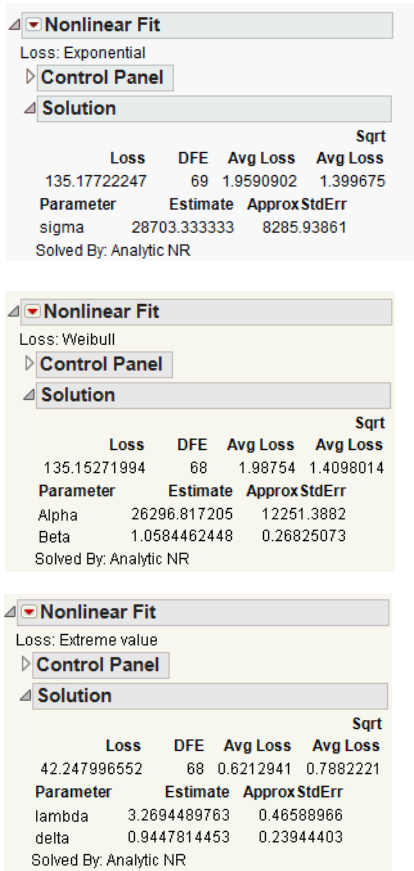 Nonlinear Fit
Loss: Exponential
Control Panel
Solution
Sqrt
Loss DFE Avg Loss Avg Loss
135.17722247 69 1.9590902 1.399675
Parameter Estimate ApproxStdErr
sigma 28703.333333 8285.93861
Solved By: Analytic NR
Nonlinear Fit
Loss: Weibull
Control Panel
Solution
Sqrt
Loss DFE Avg Loss Avg Loss
135.15271994 68 1.98754 1.4098014
Parameter Estimate ApproxStdErr
Alpha 26296.817205 12251.3882
Beta 1.0584462448 0.26825073
Solved By: Analytic NR
Nonlinear Fit
Loss: Extreme value
Control Panel
Solution
Sqrt
Loss DFE Avg Loss Avg Loss
42.247996552 68 0.6212941 0.7882221
Parameter Estimate ApproxStdErr
lambda 3.2694489763 0.46588966
delta 0.9447814453 0.23944403
Solved By: Analytic NR